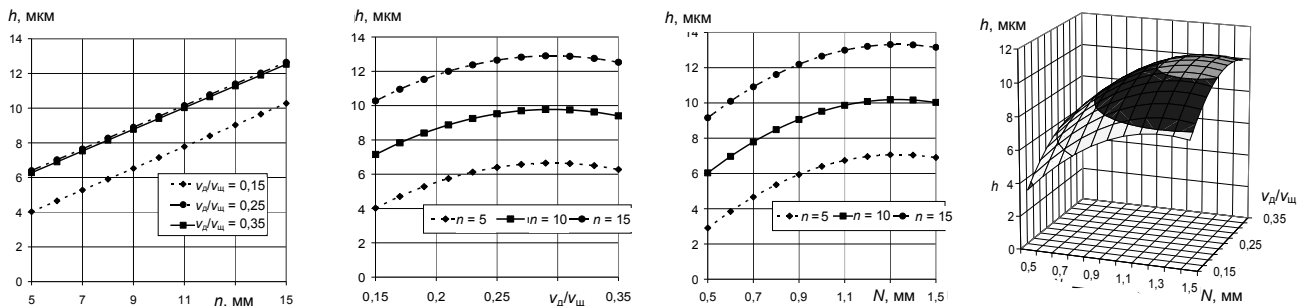 h, мкм
14
12
10
8
6
4
2
0
vд/vщ = 0,15
vд/vщ = 0,25
vд/vщ = 0,35
5 7 9 11 13 15
n, мм
h, мкм
14
12
10
8
6
4
2
0
n = 5 n = 10 n = 15
0,15 0,2 0,25 0,3 0,35
vд/vщ
h, мкм
14
12
10
8
6
4
2
0
n = 5 n = 10 n = 15
0,5 0,7 0,9 1,1 1,3 1,5
N, мм
h, мкм
12
10
8
6
h 4
2
0
0,5 0,7 0,9 1,1 1,3 1,5
N, мм
0,15
0,25
0,35
vд/vщ